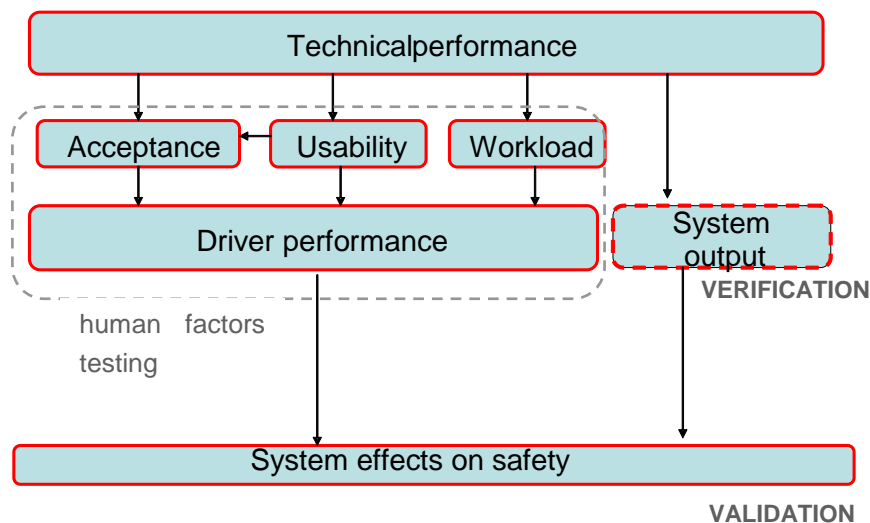 Technicalperformance
Acceptance
Usability
Workload
Driver performance
System
output
VERIFICATION
human factors
testing
System effects on safety
VALIDATION